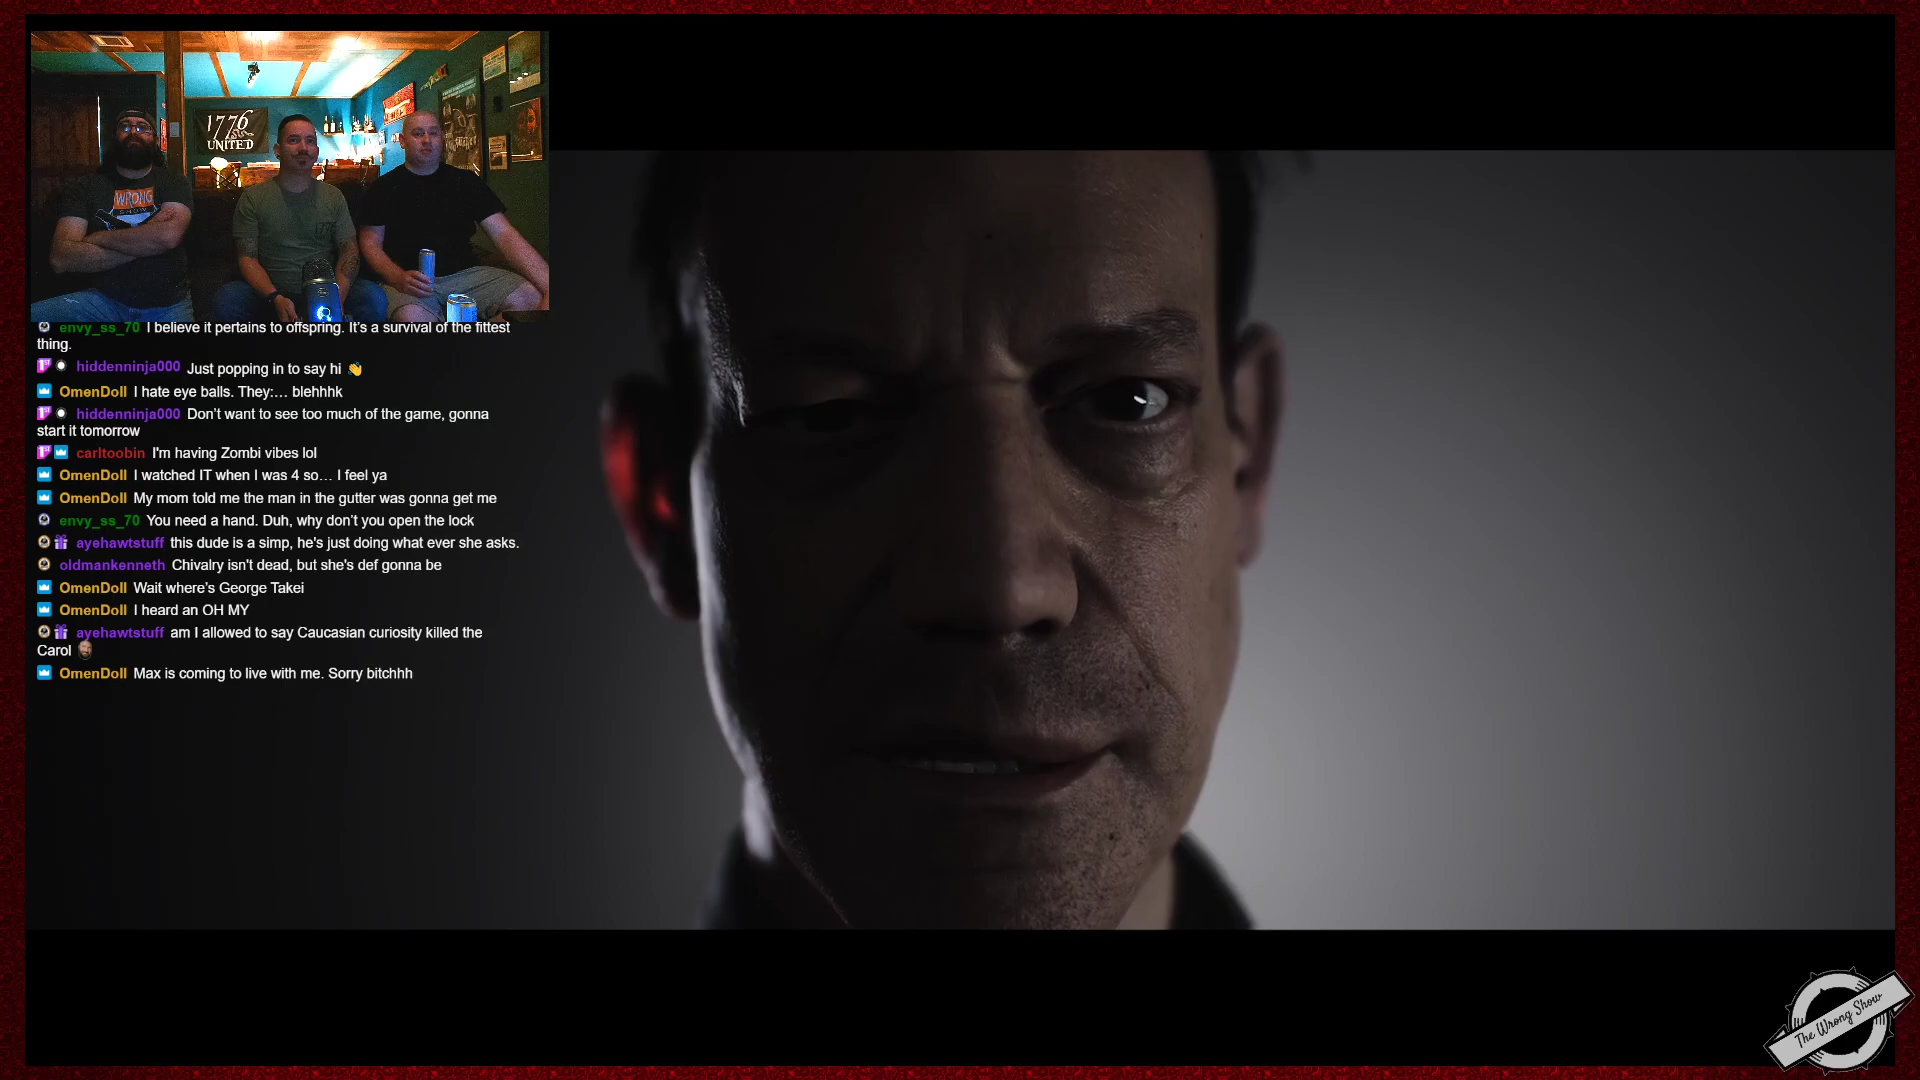 1776
UNITED
WRONG
SHOW
1776
envy_ss_70 I believe it pertains to offspring. It's a survival of the fittest
thing.
hiddenninja000 Just popping in to say hi 👏
OmenDoll I hate eye balls. They:… blehhhk
hiddenninja000 Don't want to see too much of the game, gonna
start it tomorrow
carltoobin I'm having Zombi vibes lol
OmenDoll I watched IT when I was 4 so… I feel ya
OmenDoll My mom told me the man in the gutter was gonna get me
envy_ss_70 You need a hand. Duh, why don't you open the lock
ayehawtstuff this dude is a simp, he's just doing what ever she asks.
oldmankenneth Chivalry isn't dead, but she's def gonna be
OmenDoll Wait where's George Takei
OmenDoll I heard an OH MY
ayehawtstuff am I allowed to say Caucasian curiosity killed the
Carol
OmenDoll Max is coming to live with me. Sorry bitchhh
The Wrong Show